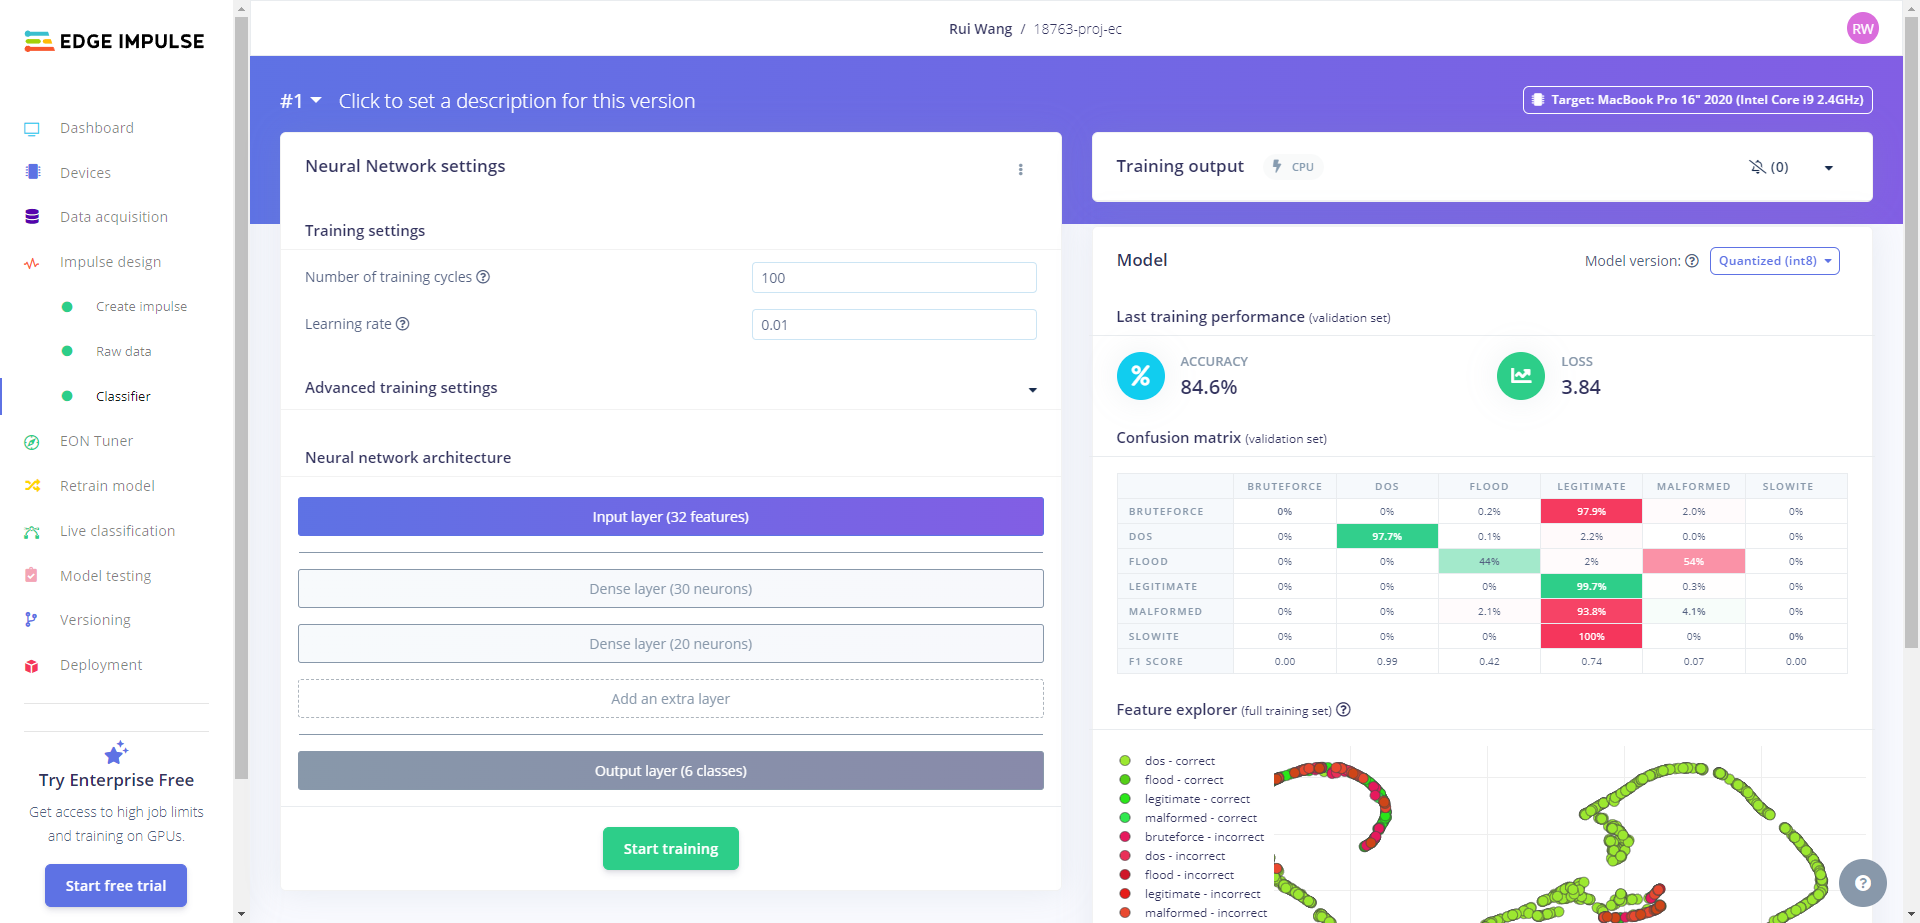 EDGE IMPULSE
Dashboard
Devices
Data acquisition
Impulse design
Create impulse
Raw data
Classifier
EON Tuner
Retrain model
Live classification
Model testing
Versioning
Deployment
Try Enterprise Free
Get access to high job limits
and training on GPUs.
Start free trial
Rui Wang / 18763-proj-ec
RW
#1 Click to set a description for this version
Target: MacBook Pro 16" 2020 (Intel Core i9 2.4GHz)
Neural Network settings
Training settings
Number of training cycles ?
100
Learning rate ?
0.01
Advanced training settings
Neural network architecture
Input layer (32 features)
Dense layer (30 neurons)
Dense layer (20 neurons)
Add an extra layer
Output layer (6 classes)
Start training
Training output CPU (0)
Model
Model version: ? Quantized (int8)
Last training performance (validation set)
% ACCURACY
84.6%
LOSS
3.84
Confusion matrix (validation set)
BRUTEFORCE DOS FLOOD LEGITIMATE MALFORMED SLOWITE
BRUTEFORCE 0% 0% 0.2% 97.9% 2.0% 0%
DOS 0% 97.7% 0.1% 2.2% 0.0% 0%
FLOOD 0% 0% 44% 2% 54% 0%
LEGITIMATE 0% 0% 0% 99.7% 0.3% 0%
MALFORMED 0% 0% 2.1% 93.8% 4.1% 0%
SLOWITE 0% 0% 0% 100% 0% 0%
F1 SCORE 0.00 0.99 0.42 0.74 0.07 0.00
Feature explorer (full training set) ?
dos - correct
flood - correct
legitimate - correct
malformed - correct
bruteforce - incorrect
dos - incorrect
flood - incorrect
legitimate - incorrect
malformed - incorrect
?